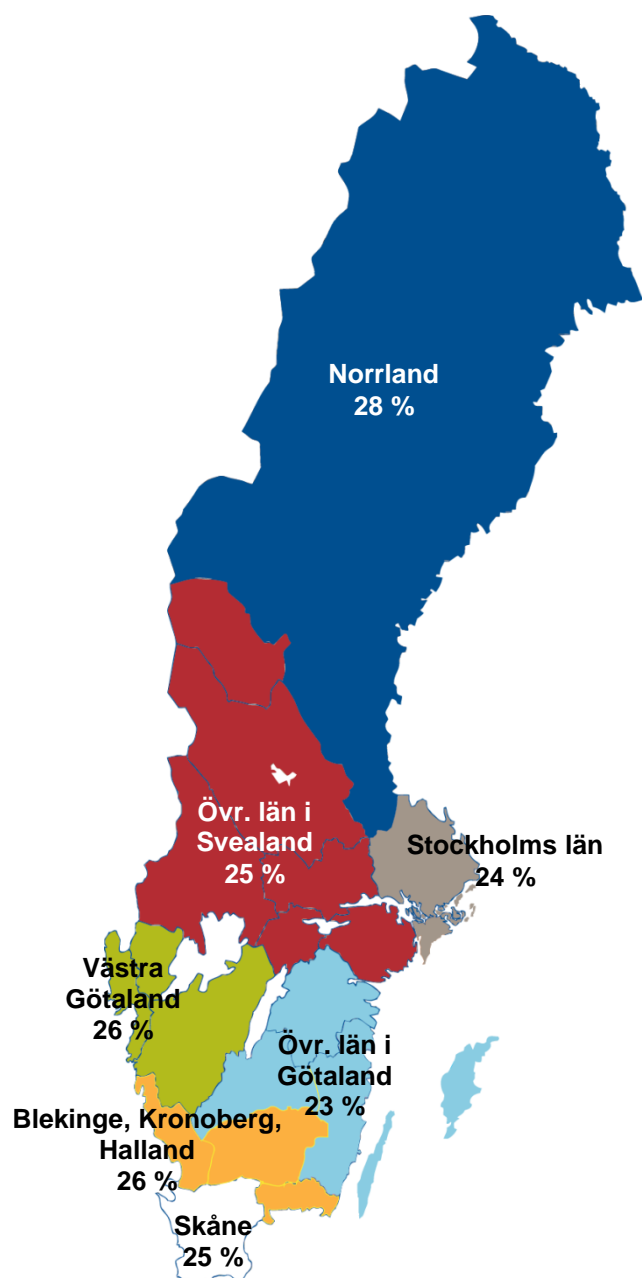 Norrland
28 %
Övr. län i
Svealand
25 %
Stockholms län
24 %
Västra
Götaland
26 %
Övr. län i
Götaland
23 %
Blekinge, Kronoberg,
Halland
26 %
Skåne
25 %